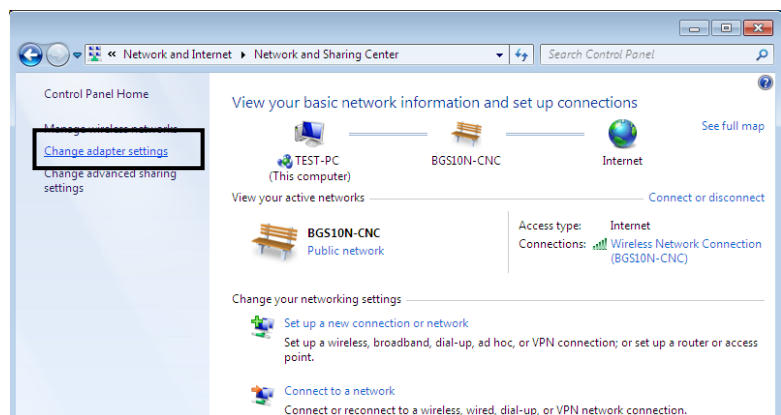 « Network and Internet ▸ Network and Sharing Center
Search Control Panel
Control Panel Home
Manage wireless networks
Change adapter settings
Change advanced sharing
settings
View your basic network information and set up connections
See full map
TEST-PC
(This computer)
BGS10N-CNC
Internet
View your active networks
Connect or disconnect
BGS10N-CNC
Public network
Access type: Internet
Connections: Wireless Network Connection
(BGS10N-CNC)
Change your networking settings
Set up a new connection or network
Set up a wireless, broadband, dial-up, ad hoc, or VPN connection; or set up a router or access
point.
Connect to a network
Connect or reconnect to a wireless, wired, dial-up, or VPN network connection.